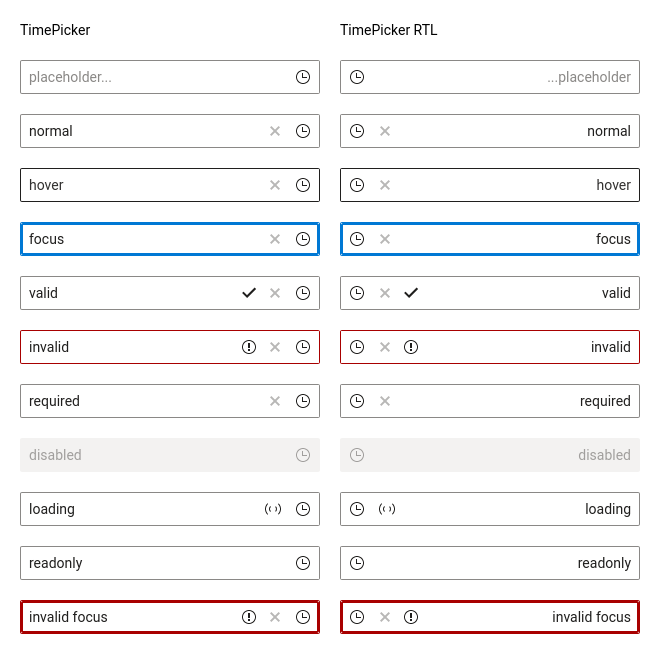 TimePicker TimePicker RTL
placeholder... ...placeholder
normal normal
hover hover
focus focus
valid valid
invalid invalid
required required
disabled disabled
loading loading
readonly readonly
invalid focus invalid focus